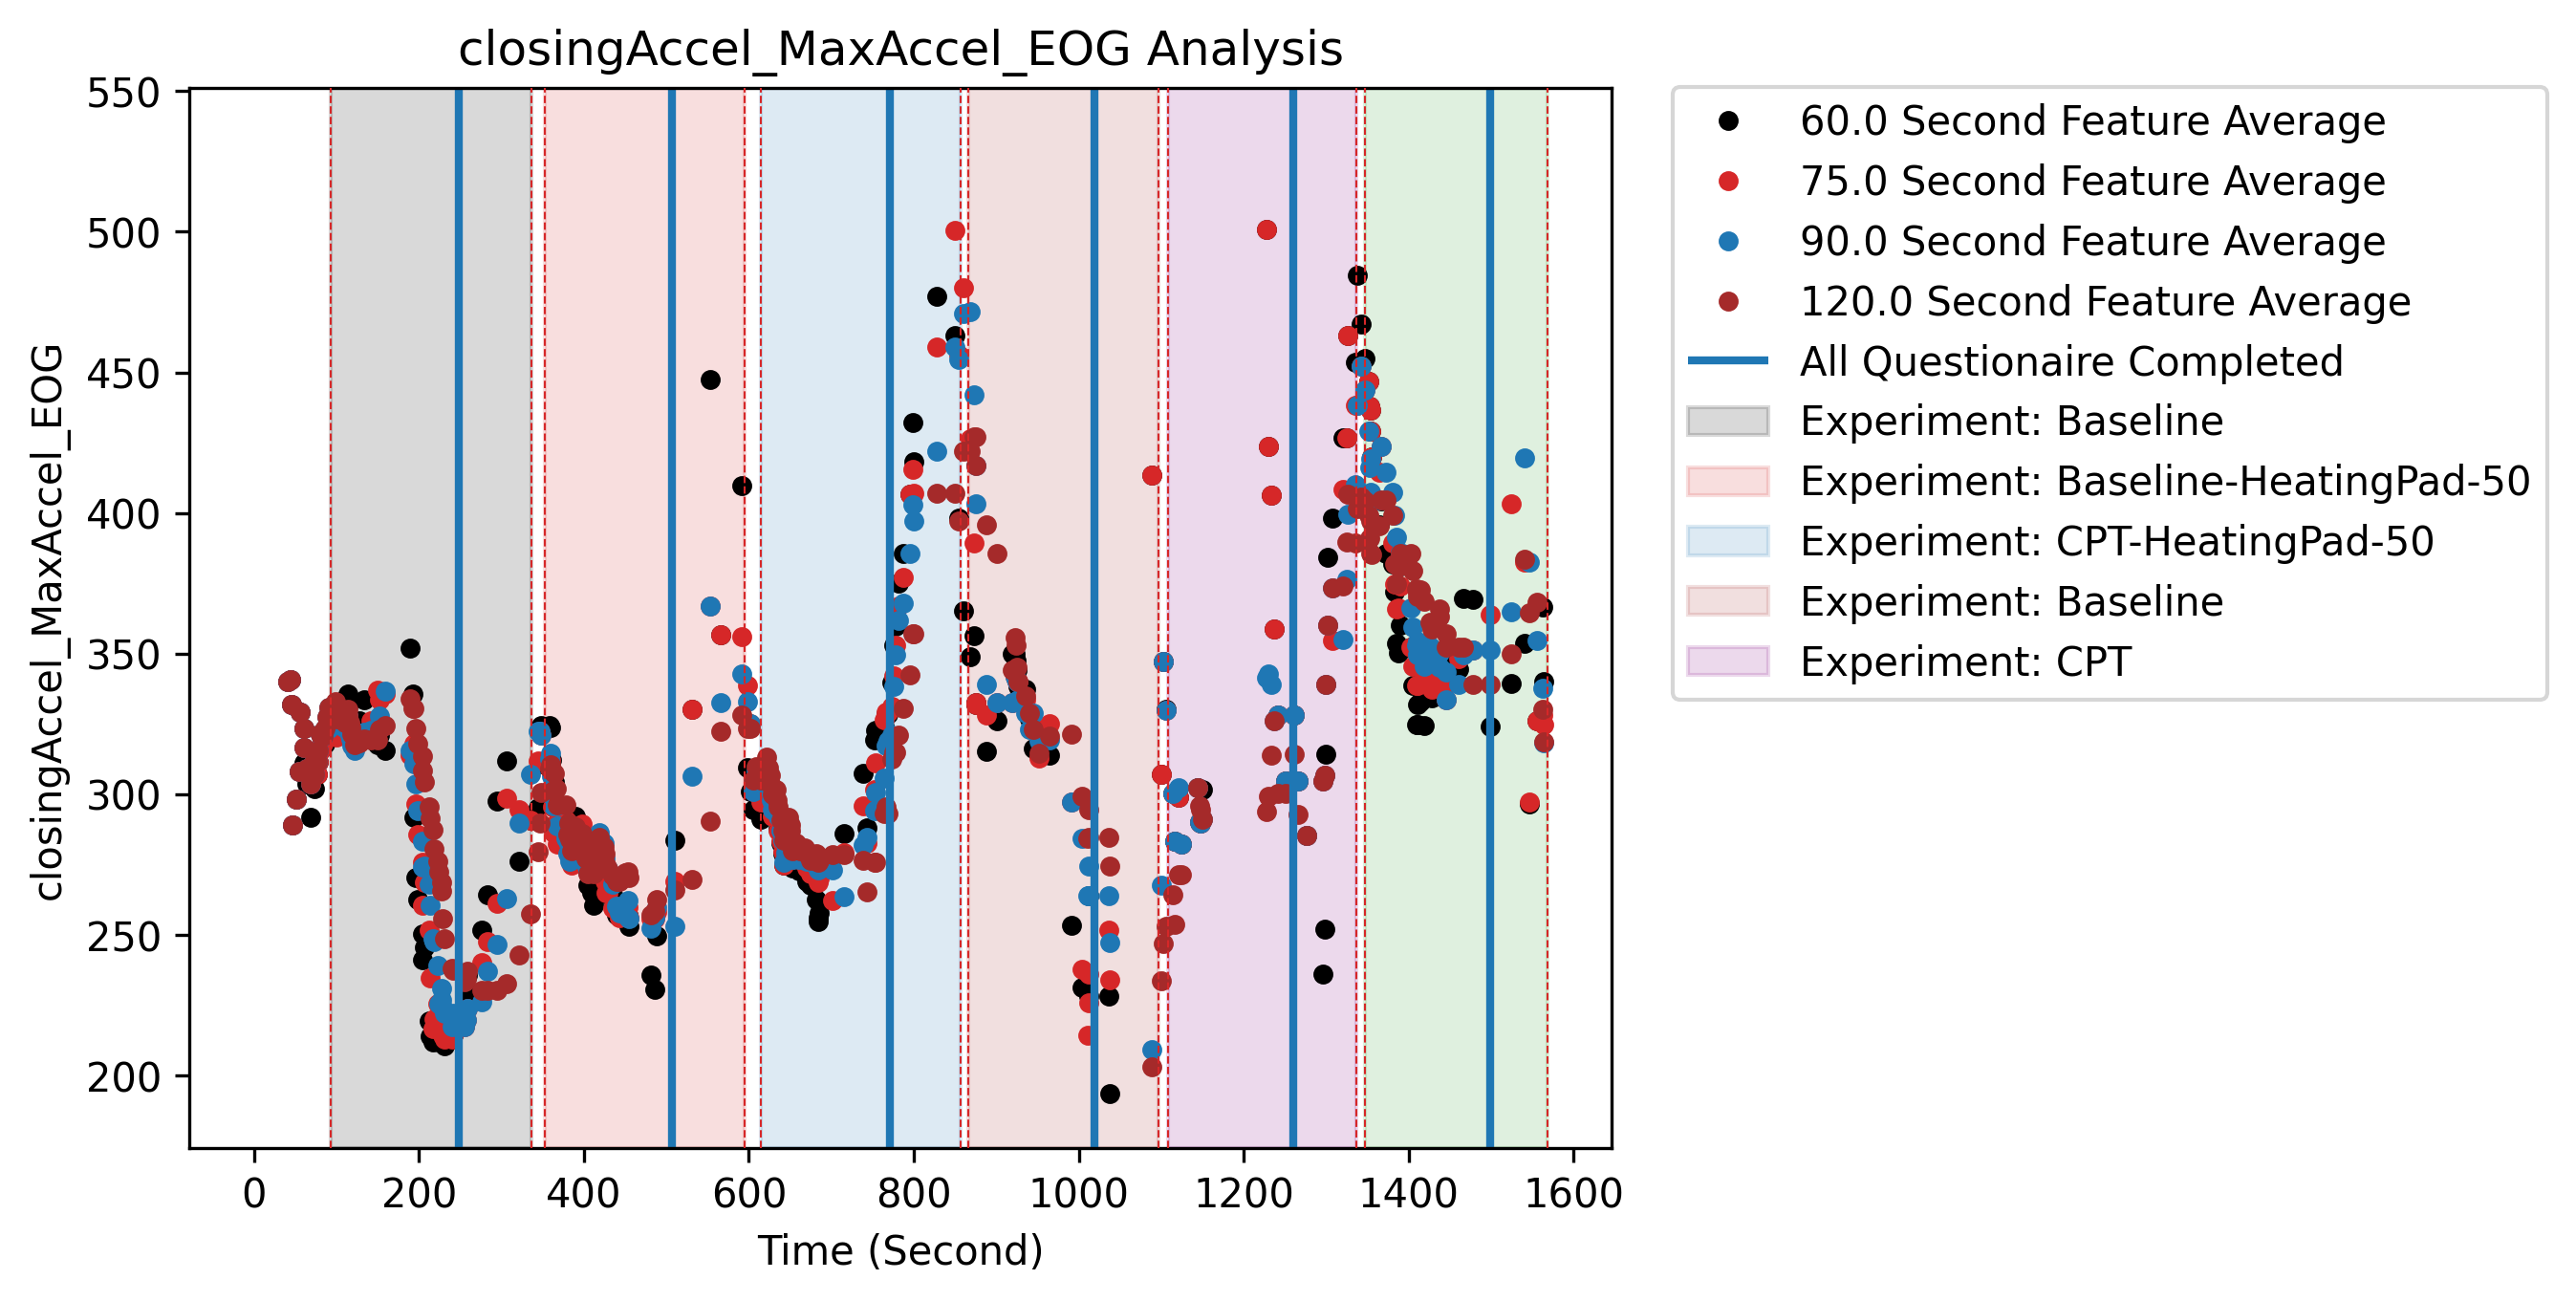 closingAccel_MaxAccel_EOG Analysis
closingAccel_MaxAccel_EOG
550
500
450
400
350
300
250
200
0 200 400 600 800 1000 1200 1400 1600
Time (Second)
60.0 Second Feature Average
75.0 Second Feature Average
90.0 Second Feature Average
120.0 Second Feature Average
All Questionaire Completed
Experiment: Baseline
Experiment: Baseline-HeatingPad-50
Experiment: CPT-HeatingPad-50
Experiment: Baseline
Experiment: CPT